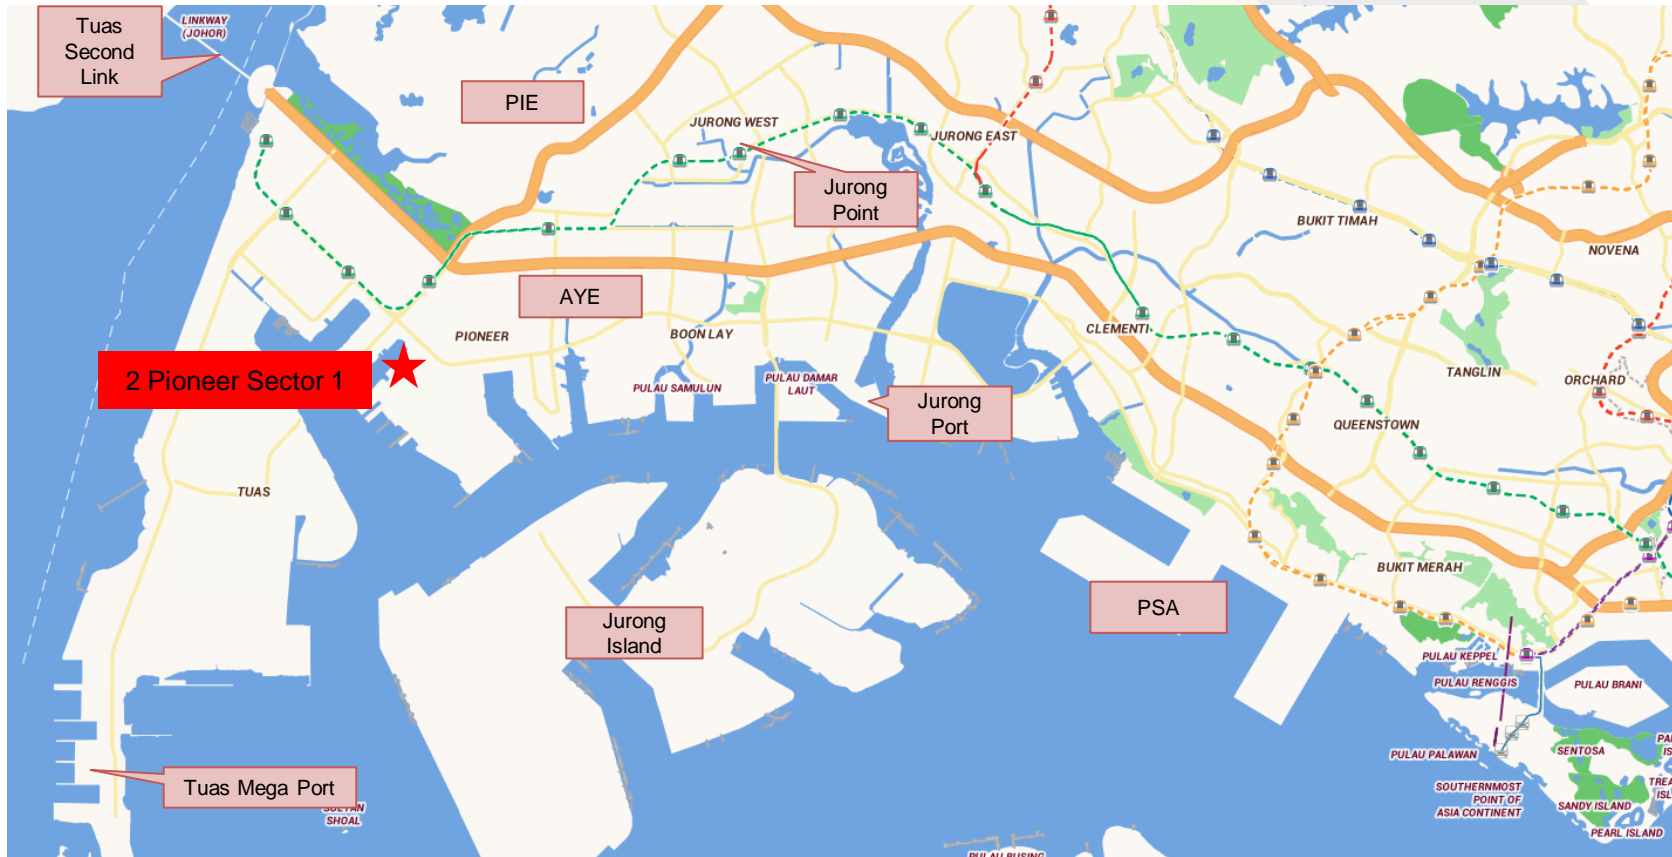 Tuas
Second
Link
LINKWAY
(JOHOR)
PIE
JURONG WEST
JURONG EAST
Jurong
Point
BUKIT TIMAH
NOVENA
AYE
PIONEER
BOON LAY
CLEMENTI
2 Pioneer Sector 1
PULAU SAMULUN
PULAU DAMAR
LAUT
TANGLIN
ORCHARD
Jurong
Port
QUEENSTOWN
TUAS
BUKIT MERAH
PSA
Jurong
Island
PULAU KEPPEL
PULAU RENGGIS
PULAU BRANI
PULAU PALAWAN
SENTOSA
SOUTHERNMOST
POINT OF
ASIA CONTINENT
SANDY ISLAND
PEARL ISLAND
Tuas Mega Port
SULTAN
SHOAL
PULAU BUSING